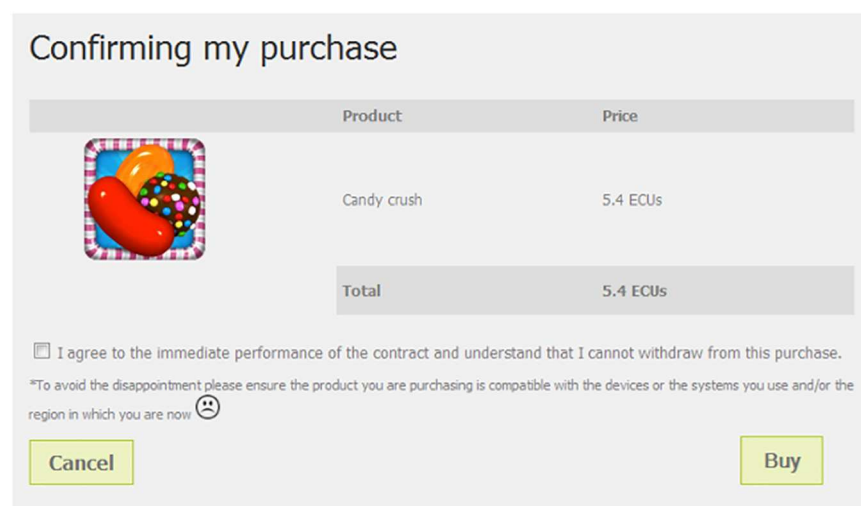 Confirming my purchase
Product Price
Candy crush 5.4 ECUs
Total 5.4 ECUs
I agree to the immediate performance of the contract and understand that I cannot withdraw from this purchase.
*To avoid the disappointment please ensure the product you are purchasing is compatible with the devices or the systems you use and/or the
region in which you are now
Cancel Buy